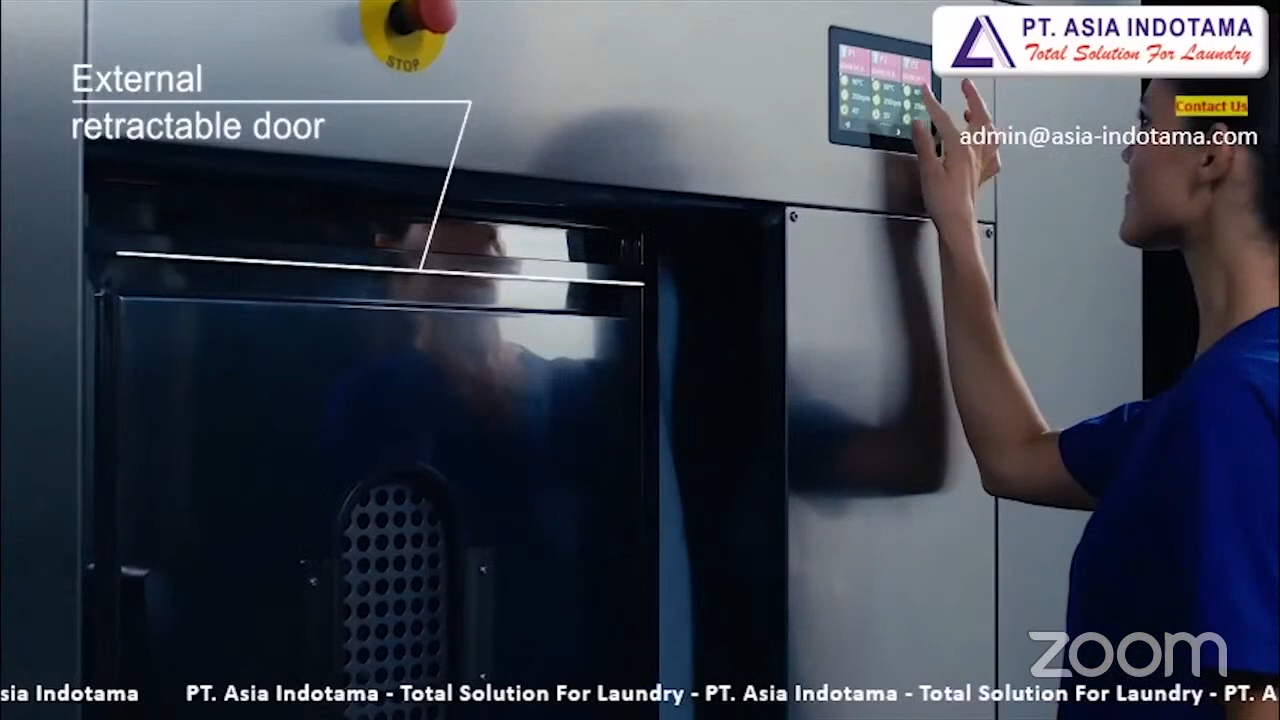 External
retractable door
STOP
PT. ASIA INDOTAMA
Total Solution For Laundry
Contact Us
admin@asia-indotama.com
zoom
sia Indotama PT. Asia Indotama - Total Solution For Laundry - PT. Asia Indotama - Total Solution For Laundry - PT. A